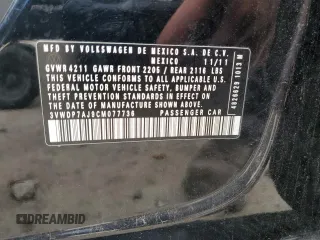 MFD BY VOLKSWAGEN DE MEXICO S.A. DE C.V.
MEXICO 11/11
GVWR 4211 GAWR FRONT 2205 / REAR 2116 LBS
THIS VEHICLE CONFORMS TO ALL APPLICABLE
FEDERAL MOTOR VEHICLE SAFETY, BUMPER AND
THEFT PREVENTION STANDARDS IN EFFECT ON
THE DATE OF MANUFACTURE SHOWN ABOVE
3VWDP7AJ9CM077736 PASSENGER CAR
4826629 1013 M
DREAMBID